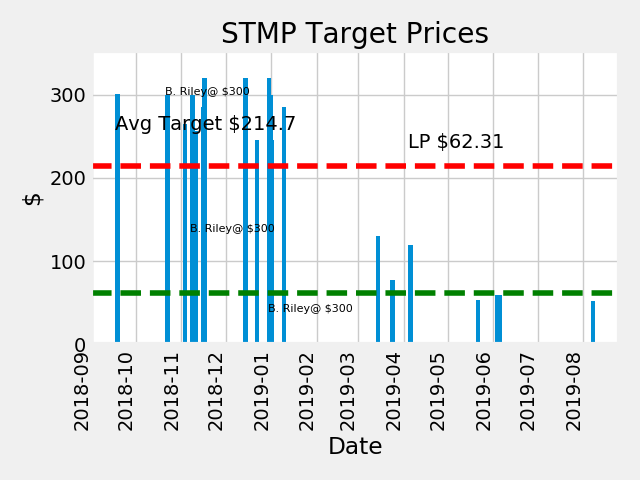 STMP Target Prices
B. Riley@ $300
Avg Target $214.7
LP $62.31
B. Riley@ $300
B. Riley@ $300
$
300
200
100
0
2018-09
2018-10
2018-11
2018-12
2019-01
2019-02
2019-03
2019-04
2019-05
2019-06
2019-07
2019-08
Date